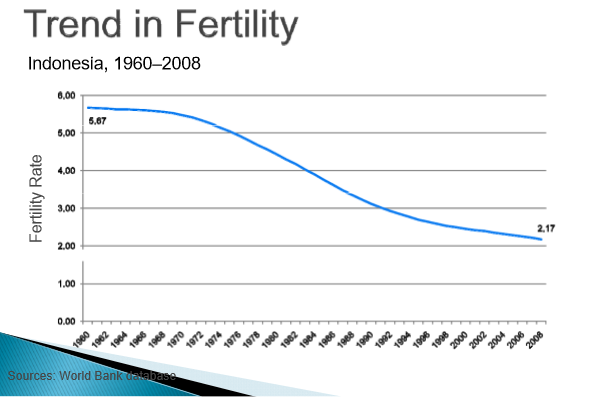 Trend in Fertility
Indonesia, 1960–2008
Fertility Rate
6.00
5.00
4.00
3.00
2.00
1.00
0.00
5.67
2.17
1960 1962 1964 1966 1968 1970 1972 1974 1976 1978 1980 1982 1984 1986 1988 1990 1992 1994 1996 1998 2000 2002 2004 2006 2008
Sources: World Bank database